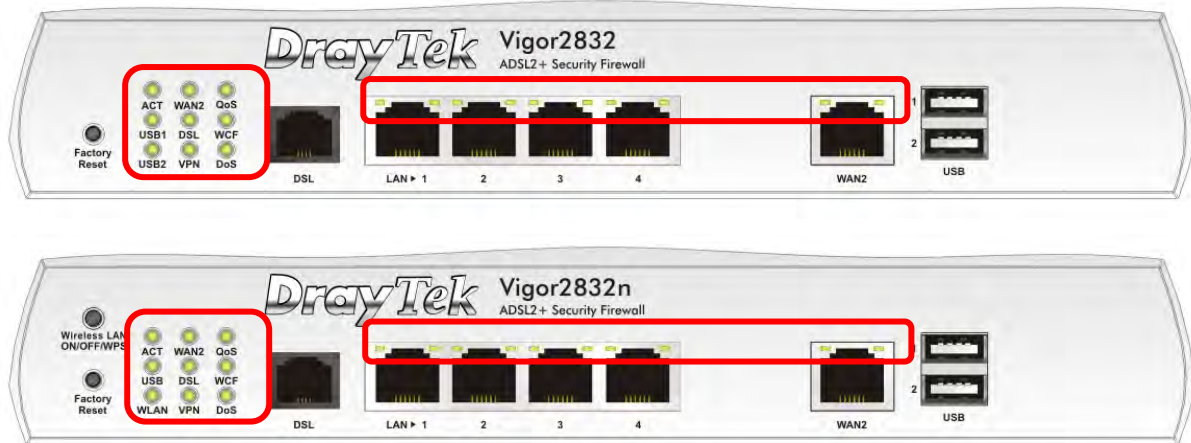 DrayTek Vigor2832
ADSL2+ Security Firewall
ACT WAN2 QoS
USB1 DSL WCF
USB2 VPN DoS
Factory
Reset
DSL
LAN ▸ 1 2 3 4
WAN2
1
2
USB
DrayTek Vigor2832n
ADSL2+ Security Firewall
Wireless LAN
ON/OFF/WPS
ACT WAN2 QoS
USB DSL WCF
WLAN VPN DoS
Factory
Reset
DSL
LAN ▸ 1 2 3 4
WAN2
2
USB